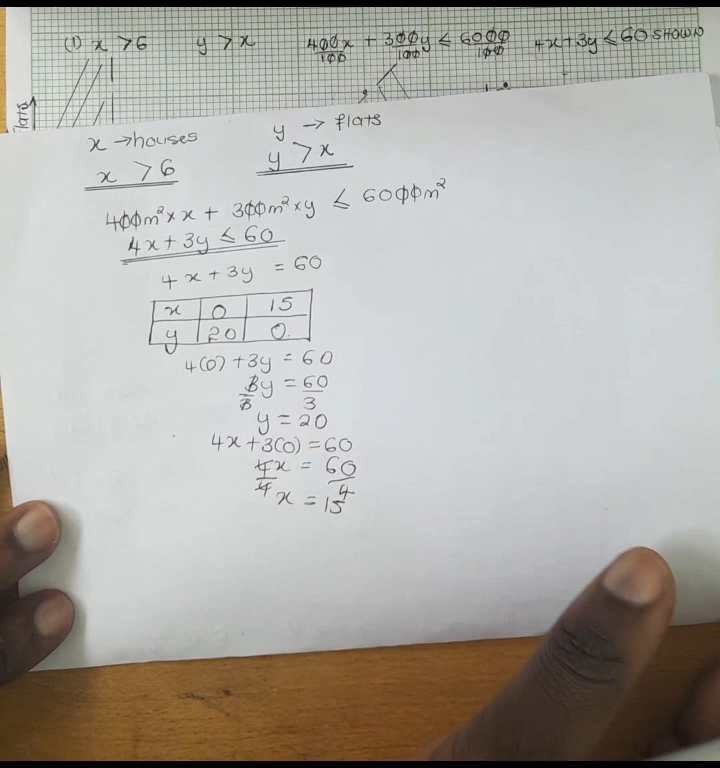 (1) x > 6 y > x 400x/100 + 300y/100 ≤ 6000/100 4x + 3y ≤ 60 SHOWN
flats
x → houses y → flats
x > 6 y > x
400m² × x + 300m² × y ≤ 6000m²
4x + 3y ≤ 60
4x + 3y = 60
x 0 15
y 20 0
4(0) + 3y = 60
3y/3 = 60/3
y = 20
4x + 3(0) = 60
4x/4 = 60/4
x = 15